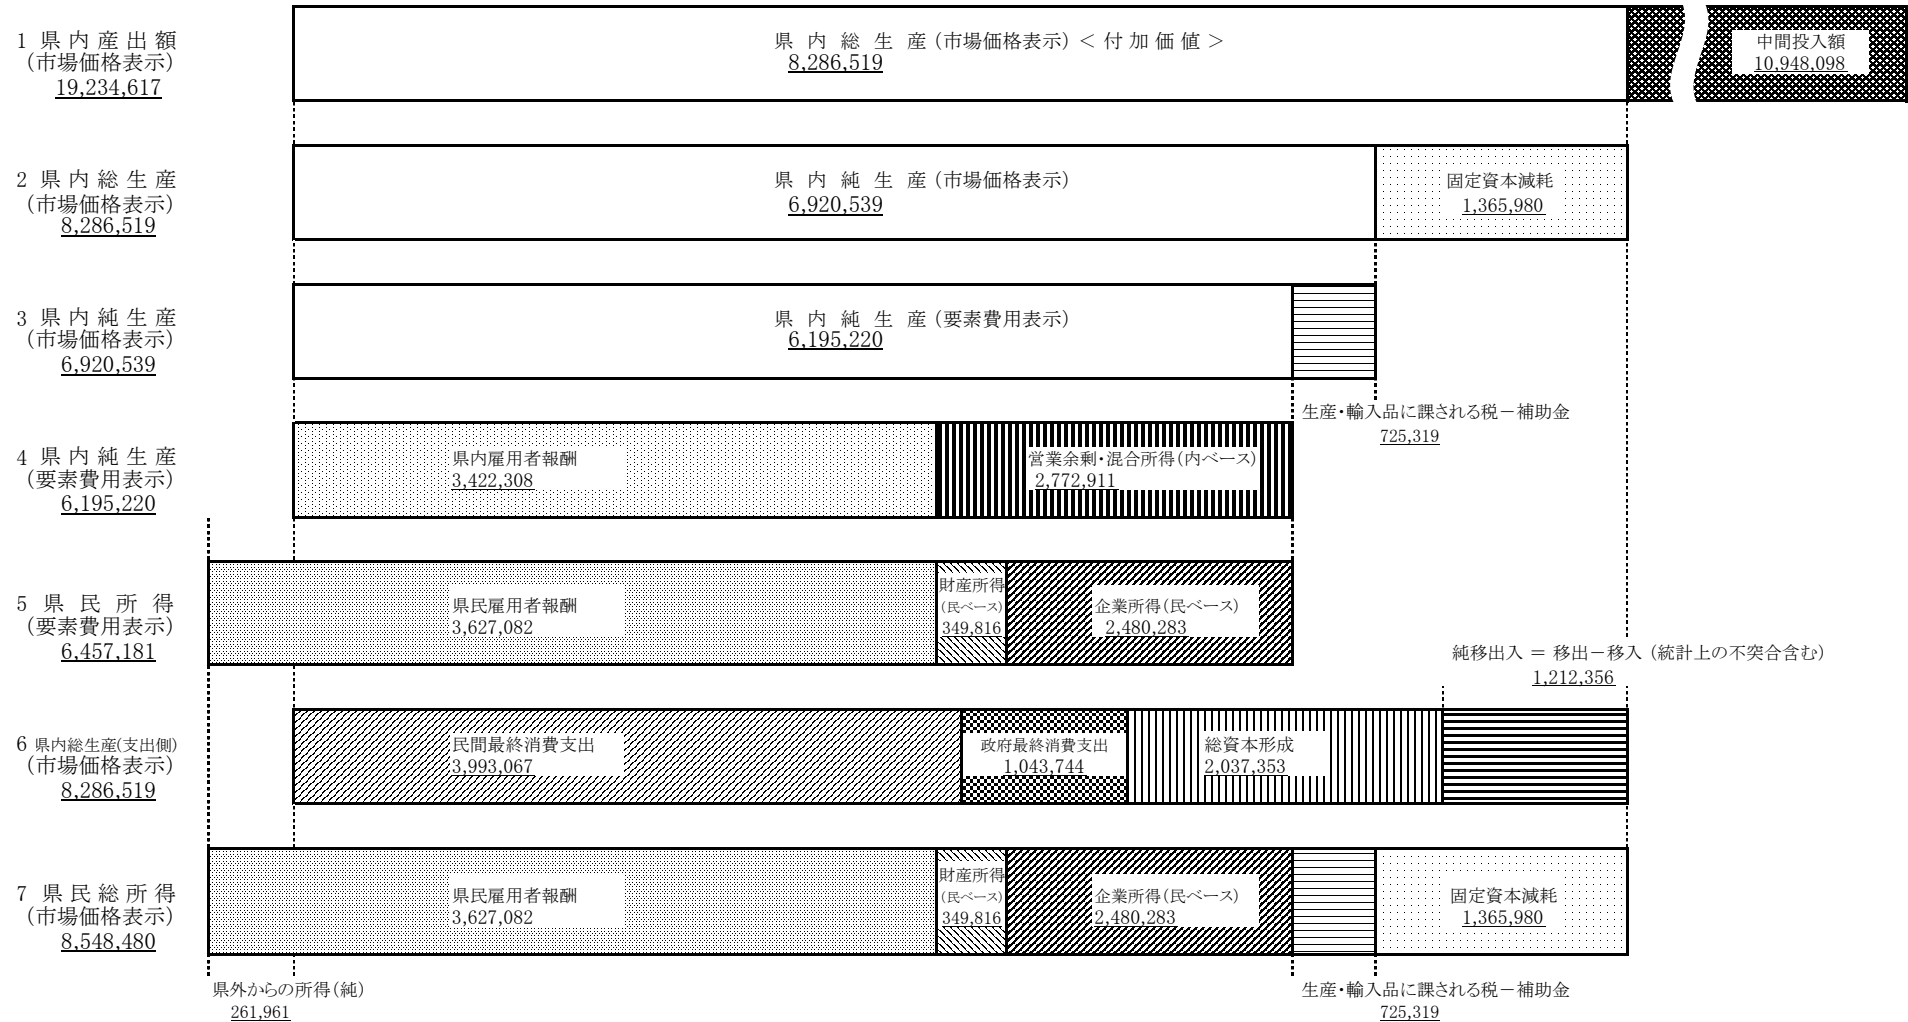 1 県内産出額
(市場価格表示)
19,234,617
県内総生産(市場価格表示)<付加価値>
8,286,519
中間投入額
10,948,098
2 県内総生産
(市場価格表示)
8,286,519
県内純生産(市場価格表示)
6,920,539
固定資本減耗
1,365,980
3 県内純生産
(市場価格表示)
6,920,539
県内純生産(要素費用表示)
6,195,220
生産・輸入品に課される税－補助金
725,319
4 県内純生産
(要素費用表示)
6,195,220
県内雇用者報酬
3,422,308
営業余剰・混合所得(内ベース)
2,772,911
5 県民所得
(要素費用表示)
6,457,181
県民雇用者報酬
3,627,082
財産所得
(民ベース)
349,816
企業所得(民ベース)
2,480,283
純移出入 ＝ 移出－移入 (統計上の不突合含む)
1,212,356
6 県内総生産(支出側)
(市場価格表示)
8,286,519
民間最終消費支出
3,993,067
政府最終消費支出
1,043,744
総資本形成
2,037,353
7 県民総所得
(市場価格表示)
8,548,480
県民雇用者報酬
3,627,082
財産所得
(民ベース)
349,816
企業所得(民ベース)
2,480,283
固定資本減耗
1,365,980
県外からの所得(純)
261,961
生産・輸入品に課される税－補助金
725,319